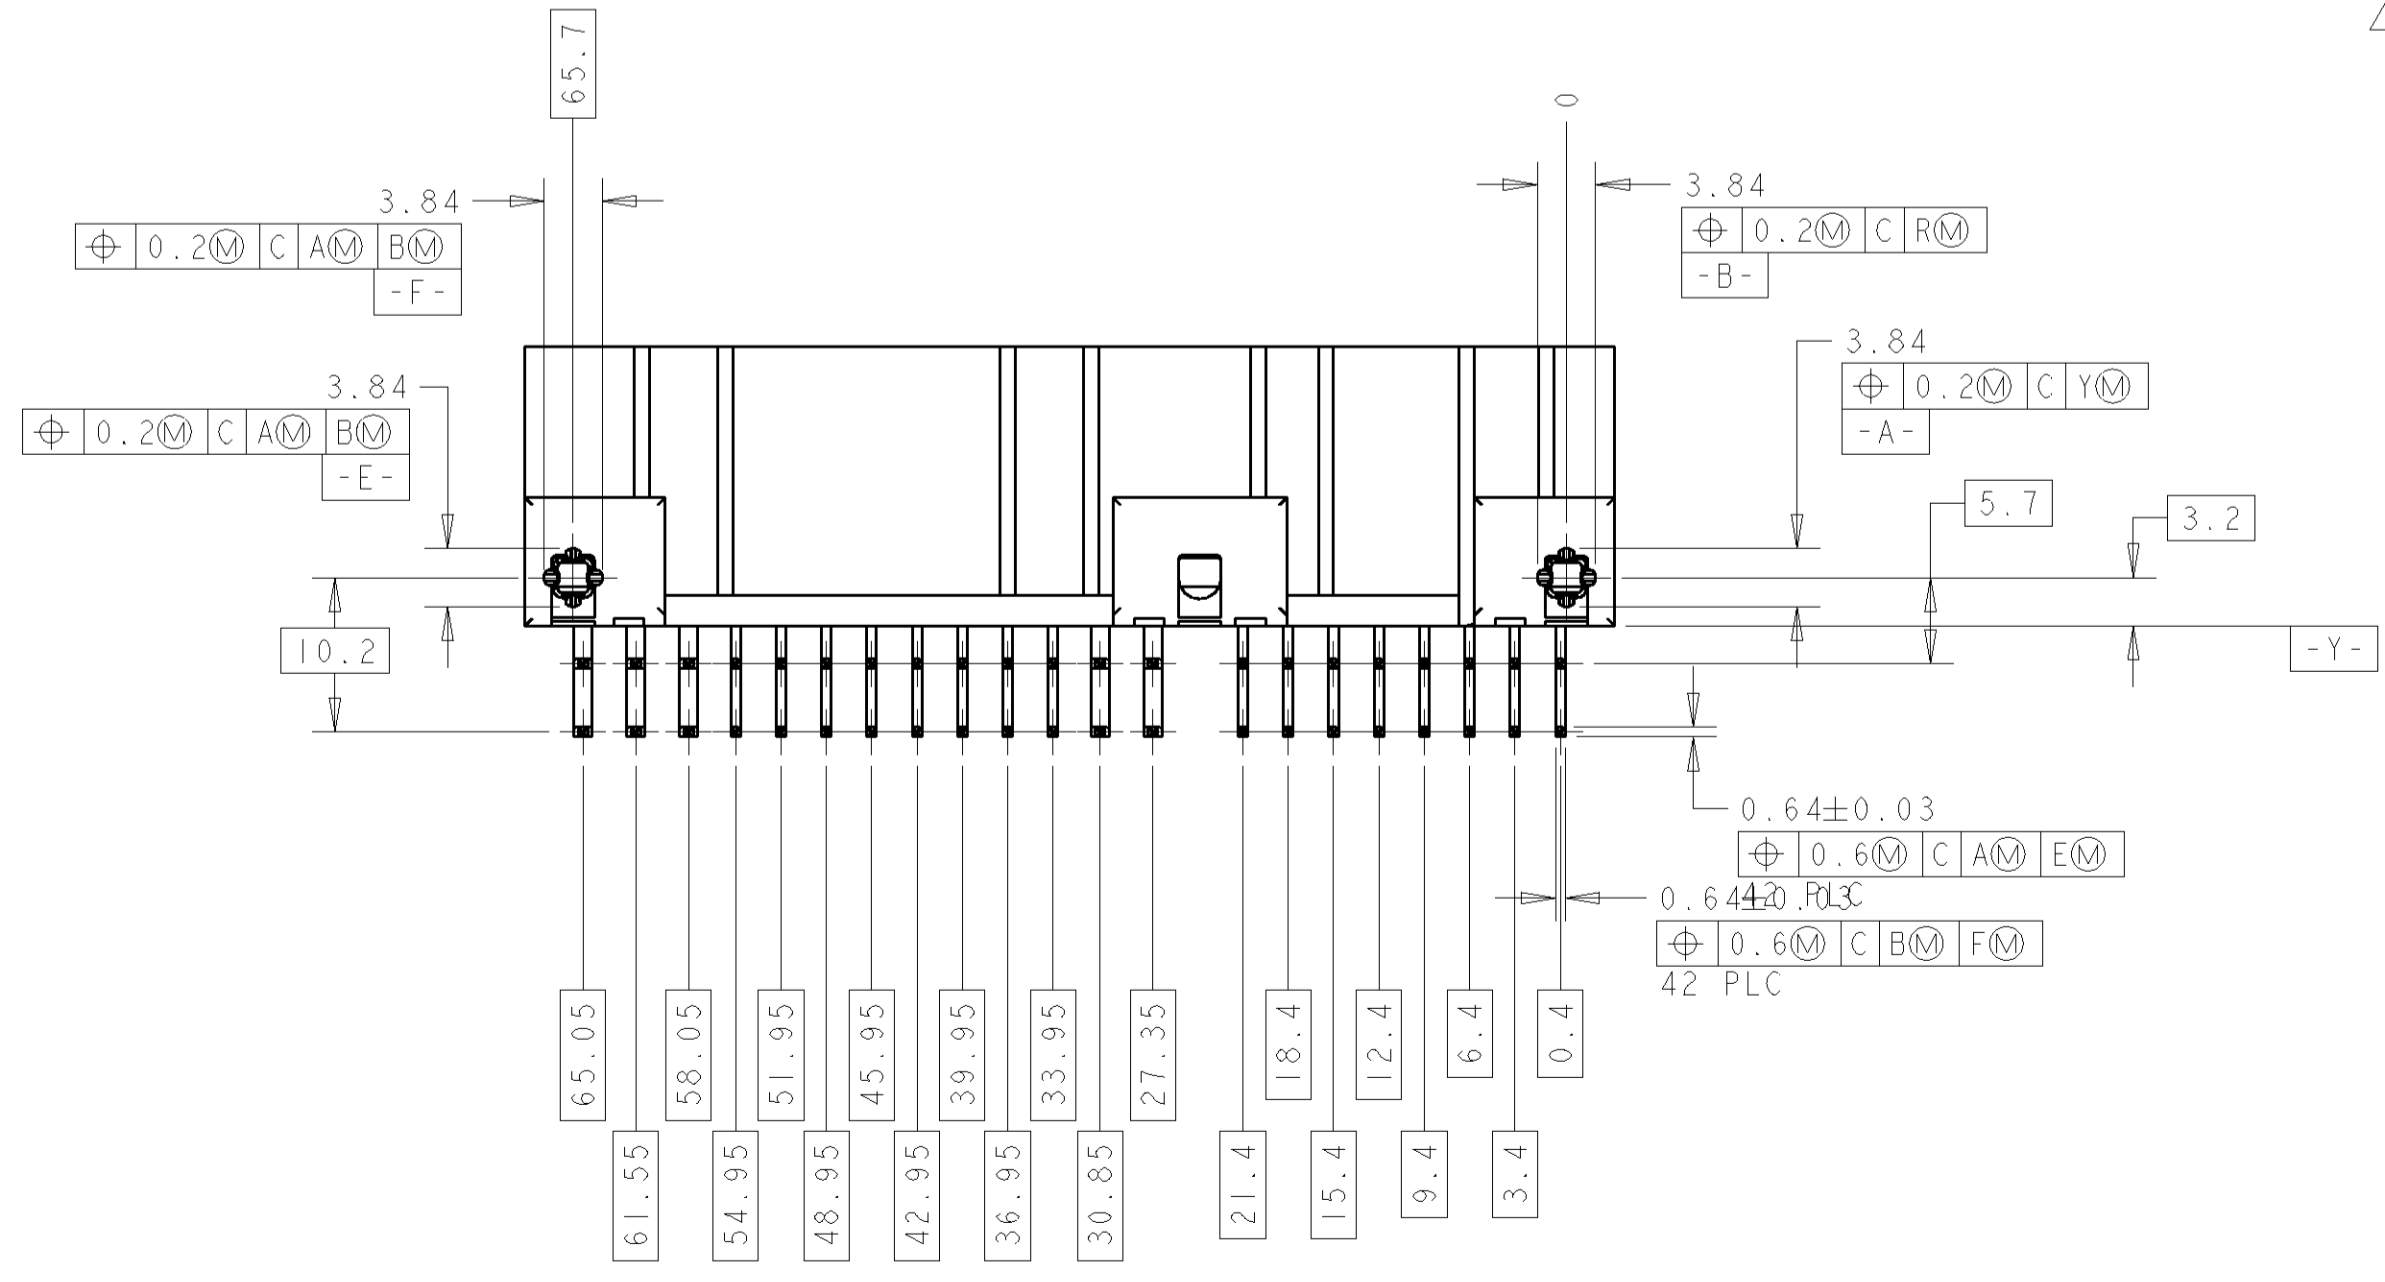 65.7
0
3.84
⌖ 0.2Ⓜ C AⓂ BⓂ
-F-
3.84
⌖ 0.2Ⓜ C RⓂ
-B-
3.84
⌖ 0.2Ⓜ C AⓂ BⓂ
-E-
3.84
⌖ 0.2Ⓜ C YⓂ
-A-
5.7
3.2
10.2
-Y-
0.64±0.03
⌖ 0.6Ⓜ C AⓂ EⓂ
42 PLC
0.64±0.03
⌖ 0.6Ⓜ C BⓂ FⓂ
42 PLC
65.05
61.55
58.05
54.95
51.95
48.95
45.95
42.95
39.95
36.95
33.95
30.85
27.35
21.4
18.4
15.4
12.4
9.4
6.4
3.4
0.4